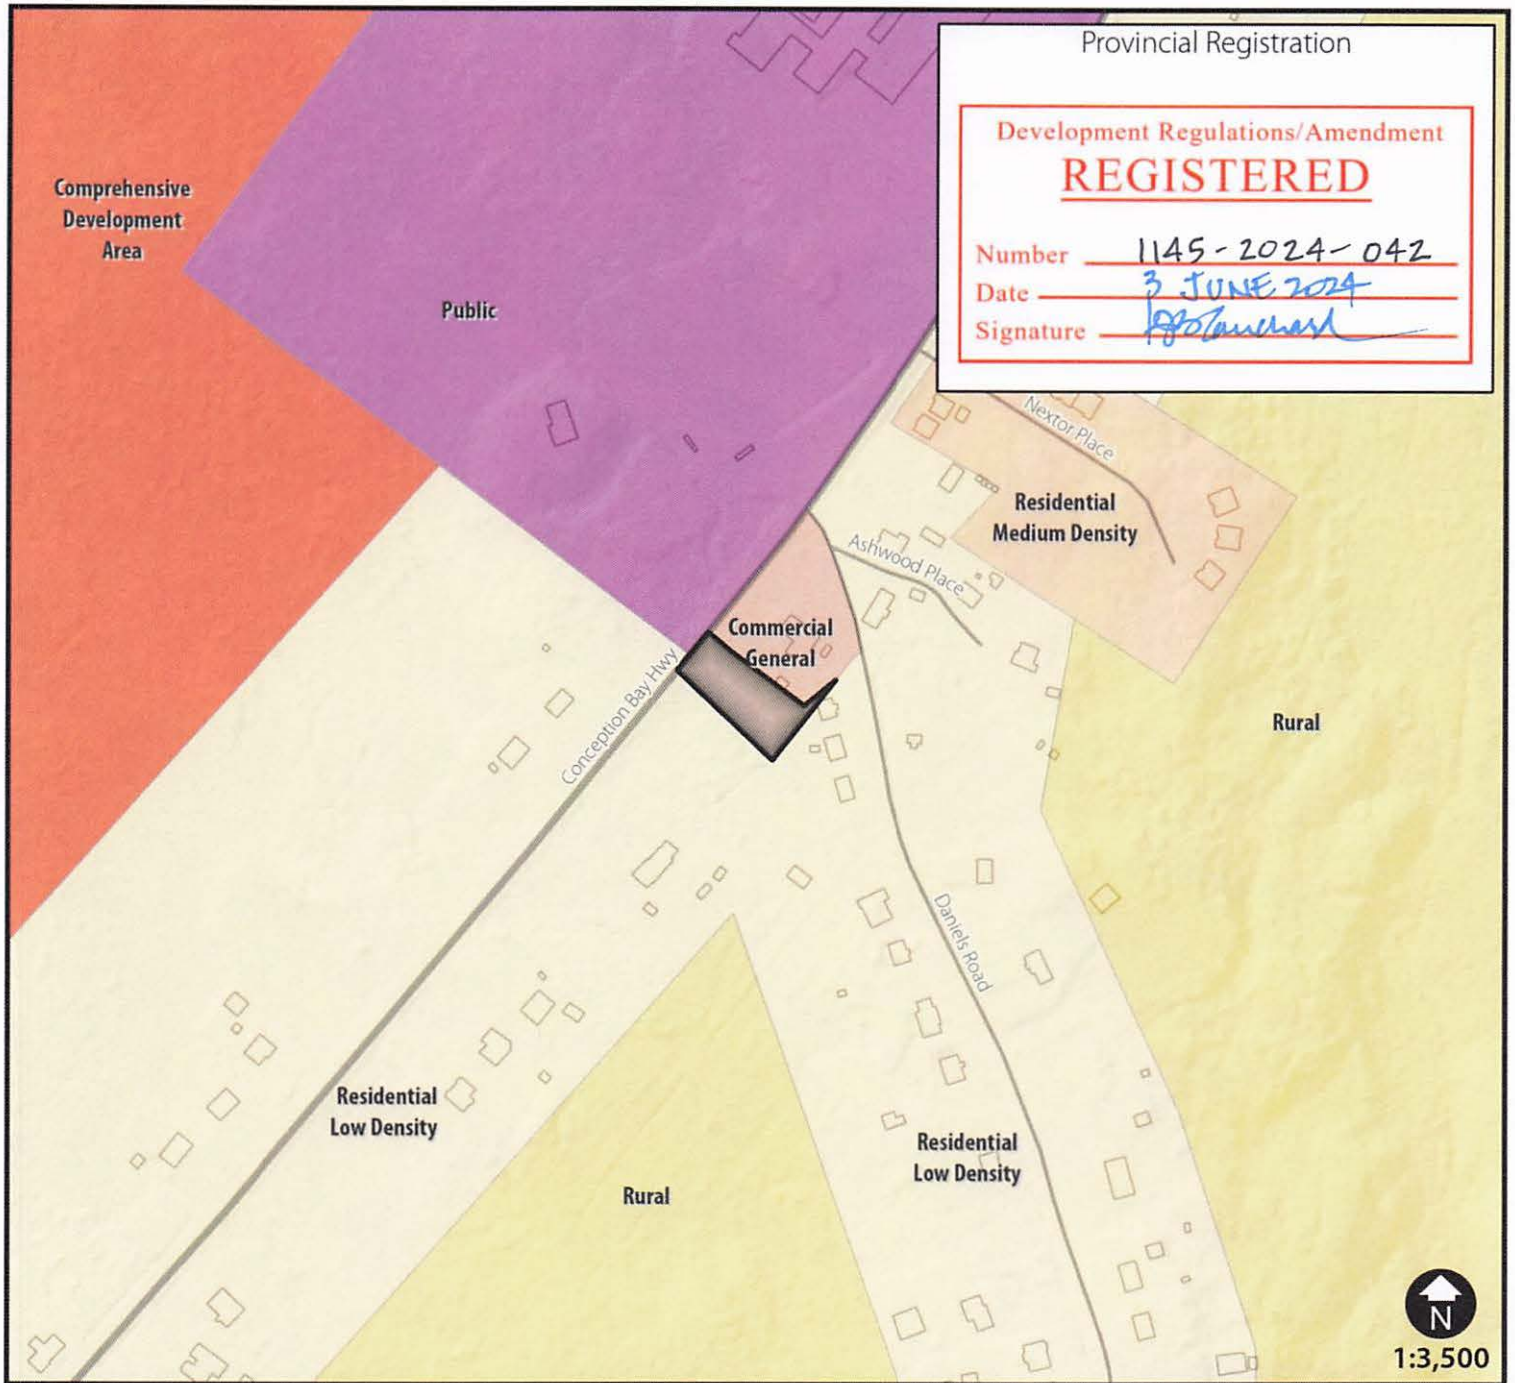 Provincial Registration
Development Regulations/Amendment
REGISTERED
Number 1145-2024-042
Date 3 JUNE 2024
Signature
Comprehensive
Development
Area
Public
Nextor Place
Residential
Medium Density
Ashwood Place
Commercial
General
Conception Bay Hwy
Rural
Daniels Road
Residential
Low Density
Residential
Low Density
Rural
N
1:3,500